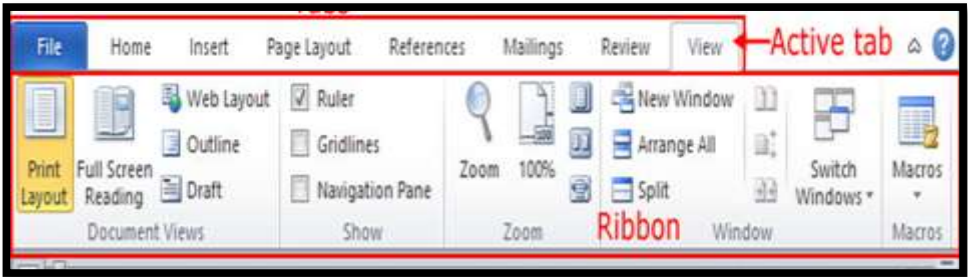 File Home Insert Page Layout References Mailings Review View Active tab
Web Layout Ruler New Window
Outline Gridlines Arrange All
Print Layout Full Screen Reading Draft Navigation Pane Zoom 100% Split Switch Windows Macros
Document Views Show Zoom Ribbon Window Macros